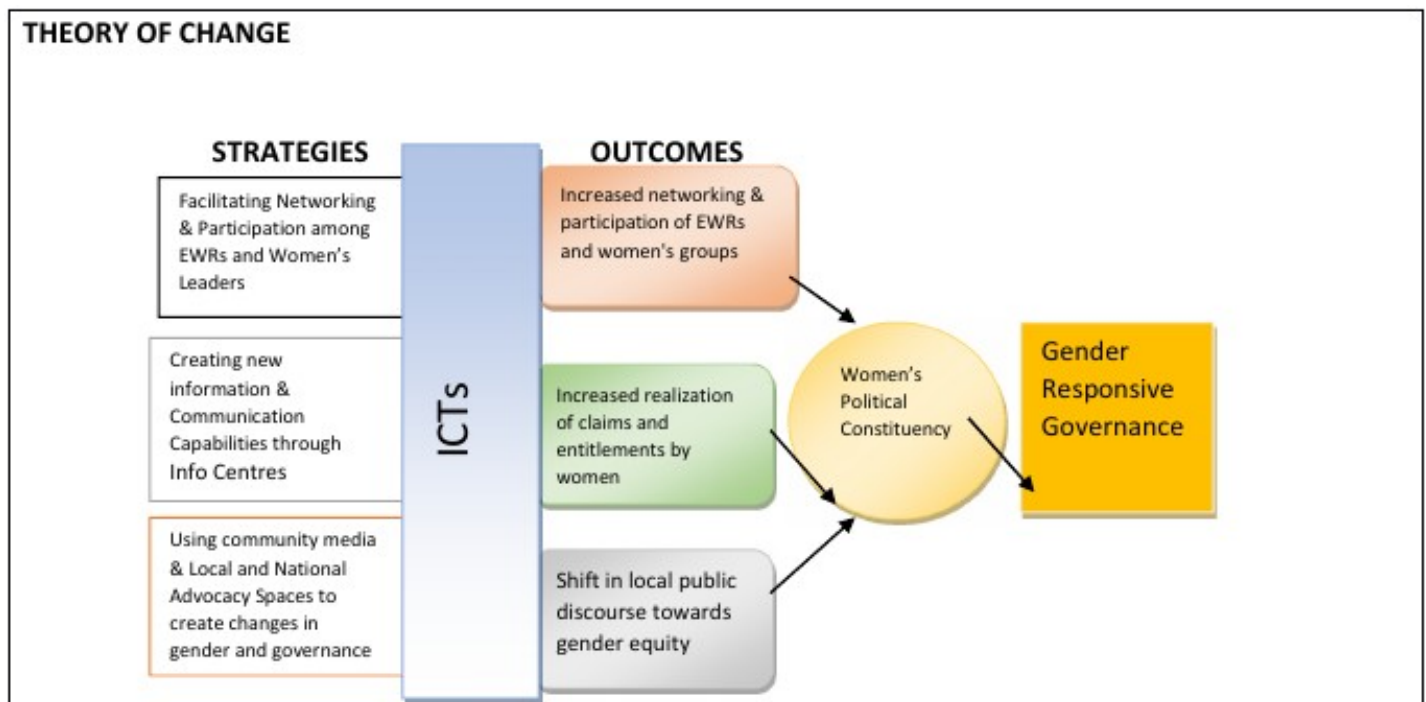 THEORY OF CHANGE
STRATEGIES
OUTCOMES
Facilitating Networking
& Participation among
EWRs and Women's
Leaders
Creating new
information &
Communication
Capabilities through
Info Centres
Using community media
& Local and National
Advocacy Spaces to
create changes in
gender and governance
ICTs
Increased networking &
participation of EWRs
and women's groups
Increased realization
of claims and
entitlements by
women
Shift in local public
discourse towards
gender equity
Women's
Political
Constituency
Gender
Responsive
Governance